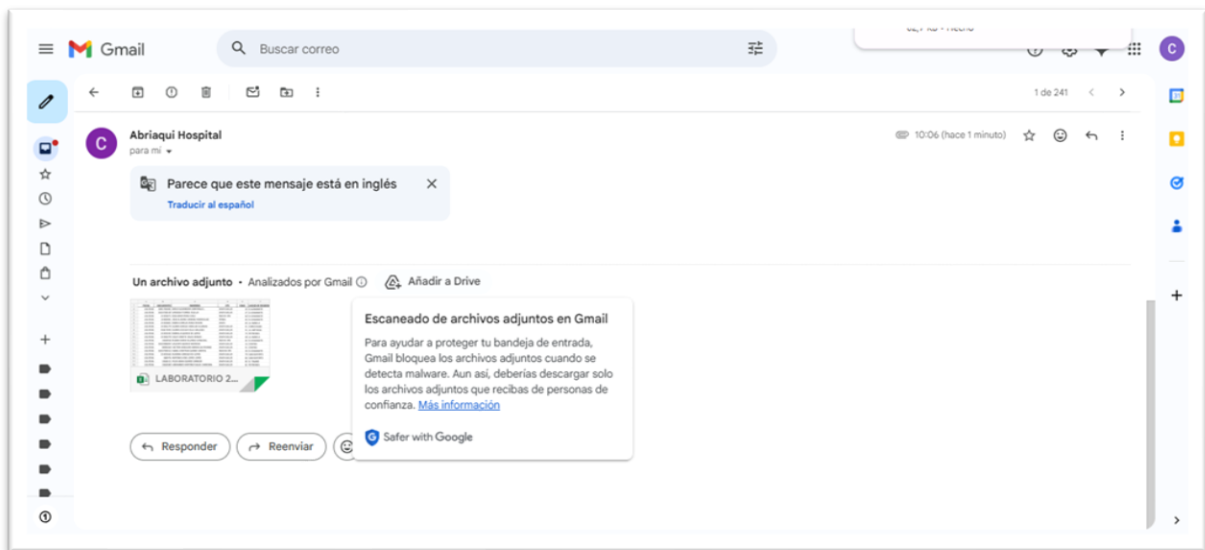 Gmail
Buscar correo
1 de 241
Abriaqui Hospital
10:06 (hace 1 minuto)
para mí
Parece que este mensaje está en inglés
Traducir al español
Un archivo adjunto • Analizados por Gmail
Añadir a Drive
LABORATORIO 2...
Escaneado de archivos adjuntos en Gmail
Para ayudar a proteger tu bandeja de entrada,
Gmail bloquea los archivos adjuntos cuando se
detecta malware. Aun así, deberías descargar solo
los archivos adjuntos que recibas de personas de
confianza. Más información
Safer with Google
Responder
Reenviar
C
C